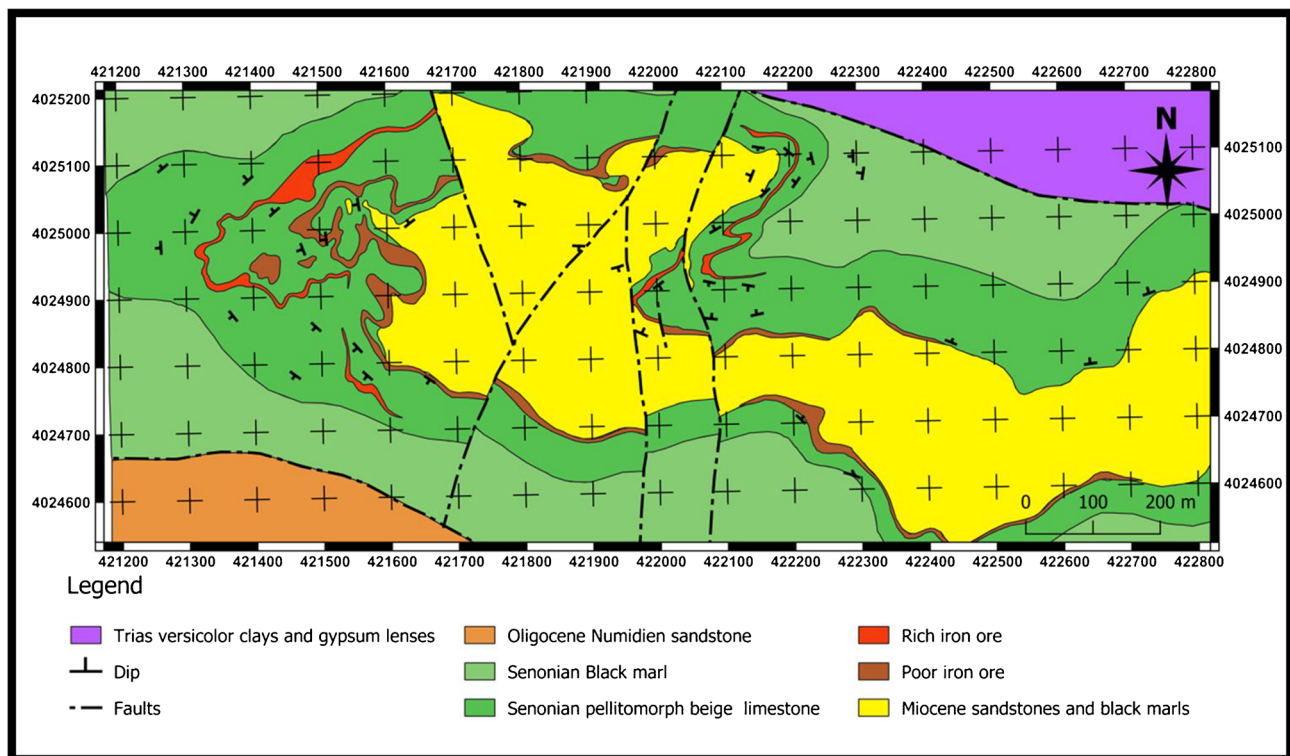 421200 421300 421400 421500 421600 421700 421800 421900 422000 422100 422200 422300 422400 422500 422600 422700 422800
4025200
4025100
4025000
4024900
4024800
4024700
4024600
N
4025100
4025000
4024900
4024800
4024700
4024600
0 100 200 m
421200 421300 421400 421500 421600 421700 421800 421900 422000 422100 422200 422300 422400 422500 422600 422700 422800
Legend
Trias versicolor clays and gypsum lenses
Dip
Faults
Oligocene Numidien sandstone
Senonian Black marl
Senonian pellitomorph beige limestone
Rich iron ore
Poor iron ore
Miocene sandstones and black marls